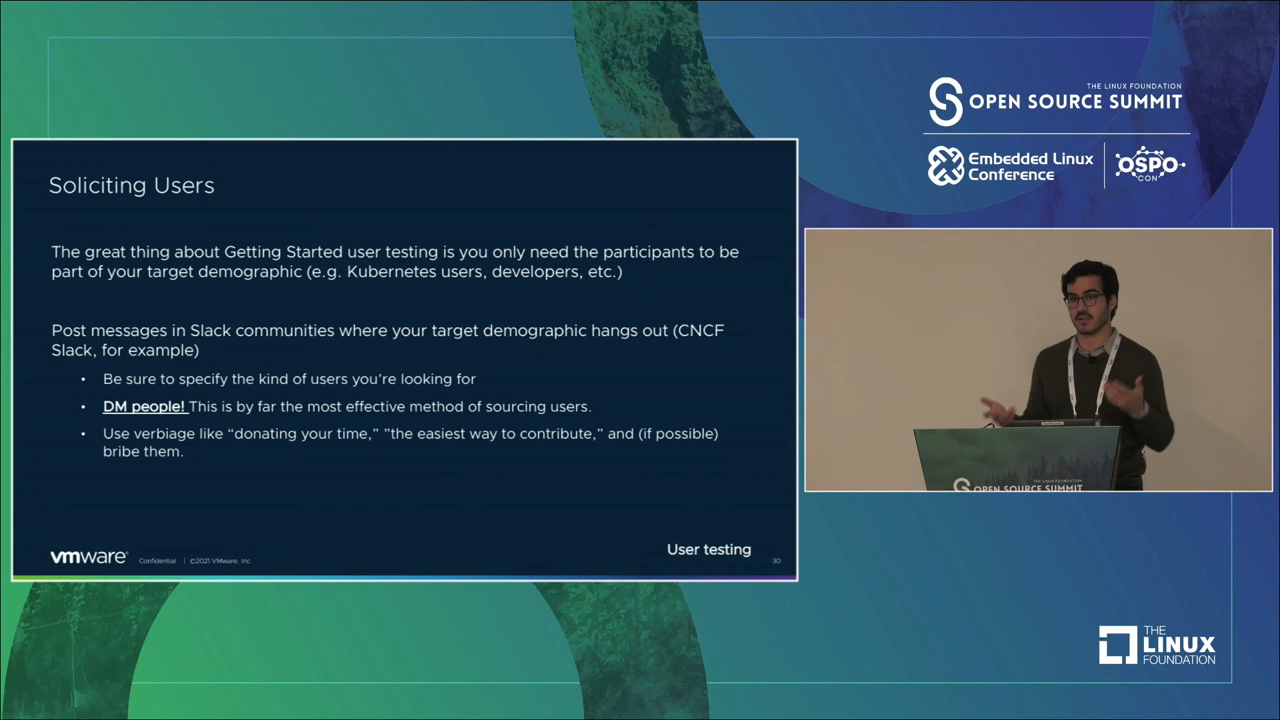 THE LINUX FOUNDATION
OPEN SOURCE SUMMIT
Embedded Linux
Conference
OSPO
CON
Soliciting Users
The great thing about Getting Started user testing is you only need the participants to be
part of your target demographic (e.g. Kubernetes users, developers, etc.)
Post messages in Slack communities where your target demographic hangs out (CNCF
Slack, for example)
• Be sure to specify the kind of users you’re looking for
• DM people! This is by far the most effective method of sourcing users.
• Use verbiage like “donating your time,” ”the easiest way to contribute,” and (if possible)
bribe them.
User testing
vmware® Confidential | ©2021 VMware, Inc.
30
THE LINUX FOUNDATION
OPEN SOURCE SUMMIT
THE
LINUX
FOUNDATION